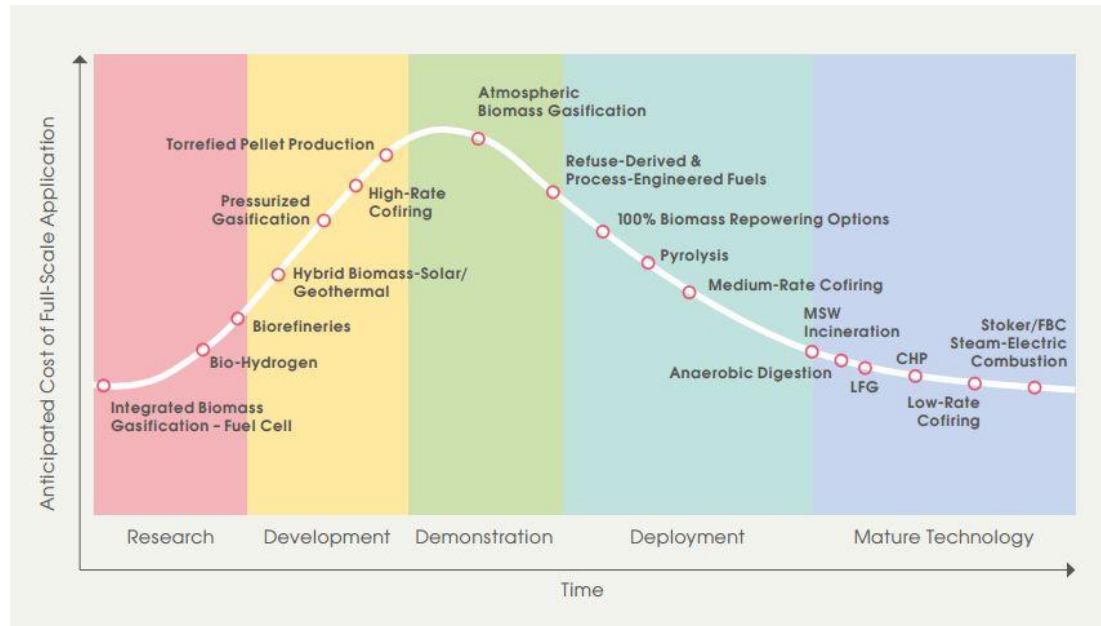 Anticipated Cost of Full-Scale Application
Atmospheric
Biomass Gasification
Torrefied Pellet Production
High-Rate
Cofiring
Pressurized
Gasification
Hybrid Biomass-Solar/
Geothermal
Biorefineries
Bio-Hydrogen
Integrated Biomass
Gasification – Fuel Cell
Refuse-Derived &
Process-Engineered Fuels
100% Biomass Repowering Options
Pyrolysis
Medium-Rate Cofiring
Anaerobic Digestion
MSW
Incineration
LFG
CHP
Low-Rate
Cofiring
Stoker/FBC
Steam-Electric
Combustion
Research
Development
Demonstration
Deployment
Mature Technology
Time